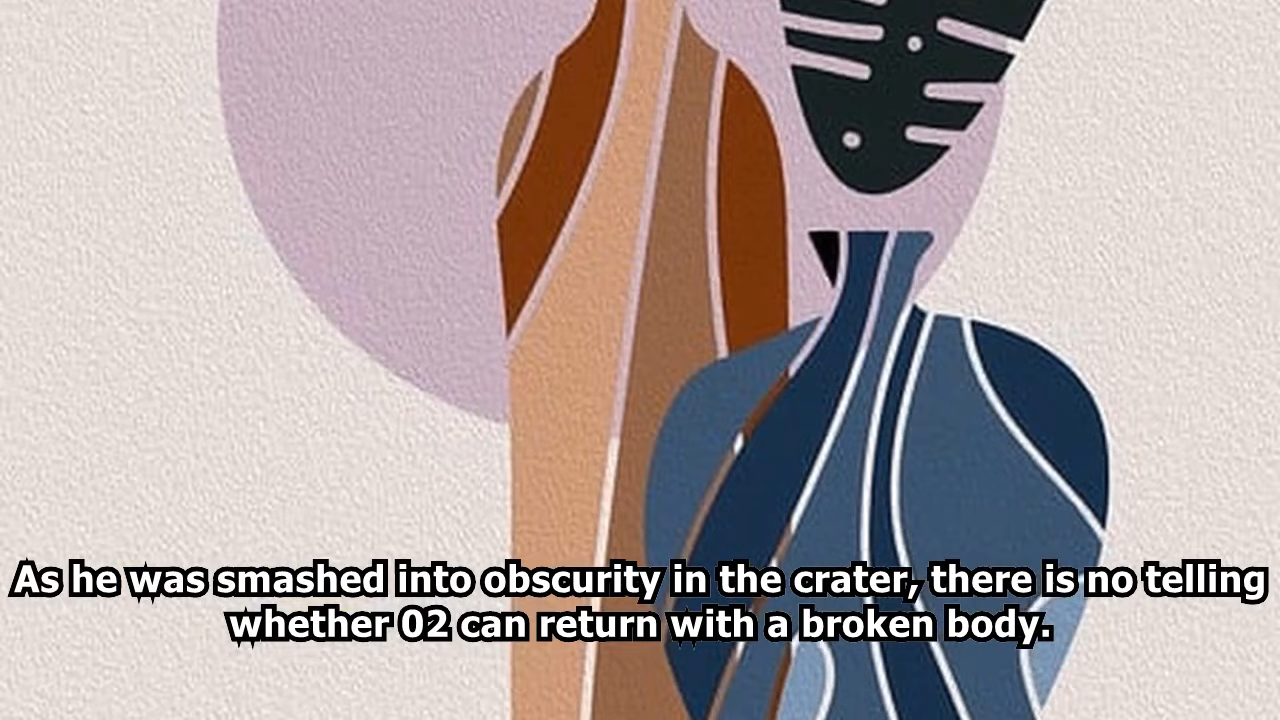 As he was smashed into obscurity in the crater, there is no telling
whether 02 can return with a broken body.